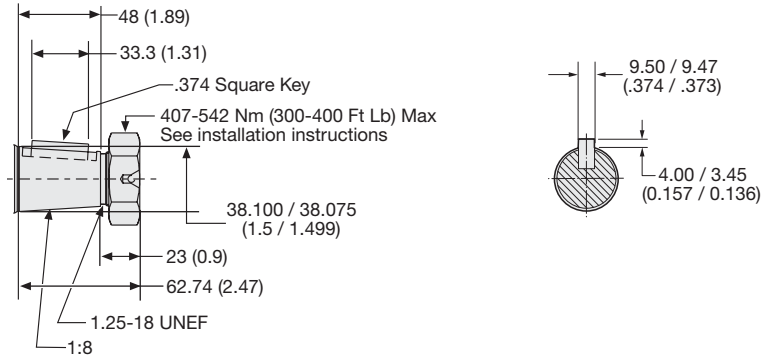 48 (1.89)
33.3 (1.31)
.374 Square Key
407-542 Nm (300-400 Ft Lb) Max
See installation instructions
38.100 / 38.075
(1.5 / 1.499)
23 (0.9)
62.74 (2.47)
1.25-18 UNEF
1:8
9.50 / 9.47
(.374 / .373)
4.00 / 3.45
(0.157 / 0.136)